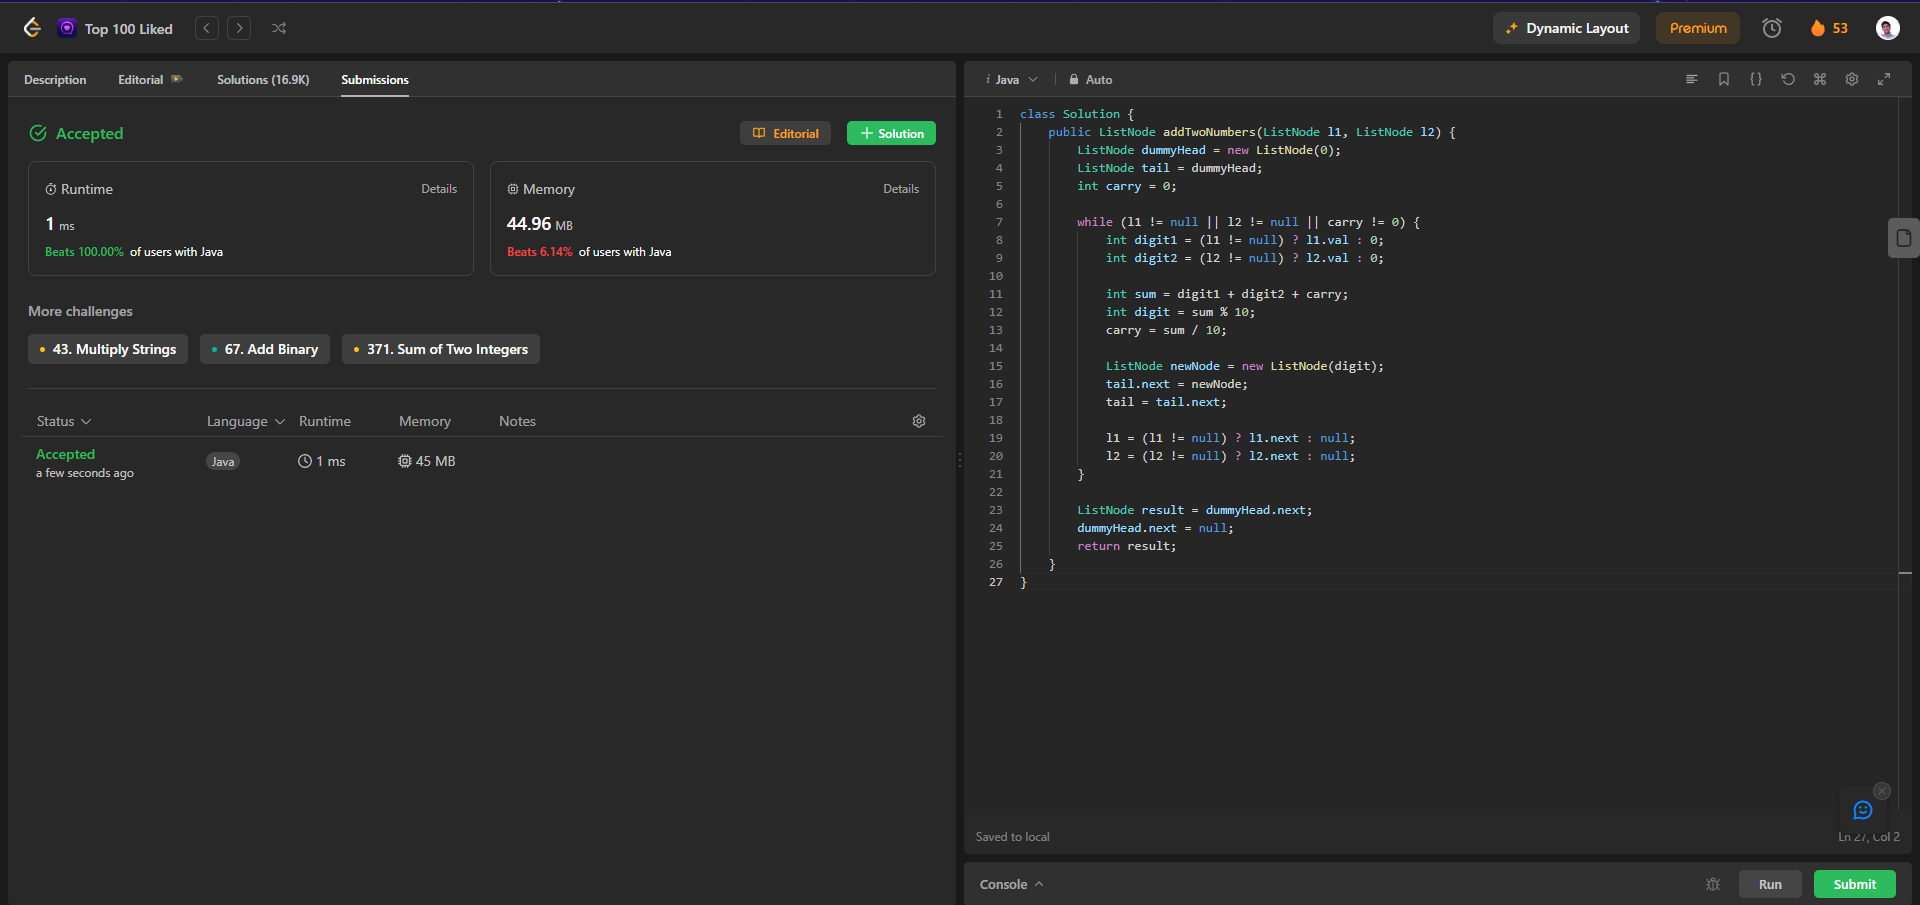 Top 100 Liked
Dynamic Layout
Premium
53
Description
Editorial
Solutions (16.9K)
Submissions
Accepted
Editorial
+ Solution
Runtime
Details
1 ms
Beats 100.00% of users with Java
Memory
Details
44.96 MB
Beats 6.14% of users with Java
More challenges
43. Multiply Strings
67. Add Binary
371. Sum of Two Integers
Status
Language
Runtime
Memory
Notes
Accepted
a few seconds ago
Java
1 ms
45 MB
i Java
Auto
1 class Solution {
2     public ListNode addTwoNumbers(ListNode l1, ListNode l2) {
3         ListNode dummyHead = new ListNode(0);
4         ListNode tail = dummyHead;
5         int carry = 0;
6
7         while (l1 != null || l2 != null || carry != 0) {
8             int digit1 = (l1 != null) ? l1.val : 0;
9             int digit2 = (l2 != null) ? l2.val : 0;
10
11             int sum = digit1 + digit2 + carry;
12             int digit = sum % 10;
13             carry = sum / 10;
14
15             ListNode newNode = new ListNode(digit);
16             tail.next = newNode;
17             tail = tail.next;
18
19             l1 = (l1 != null) ? l1.next : null;
20             l2 = (l2 != null) ? l2.next : null;
21         }
22
23         ListNode result = dummyHead.next;
24         dummyHead.next = null;
25         return result;
26     }
27 }
Saved to local
Ln 27, Col 2
Console
Run
Submit